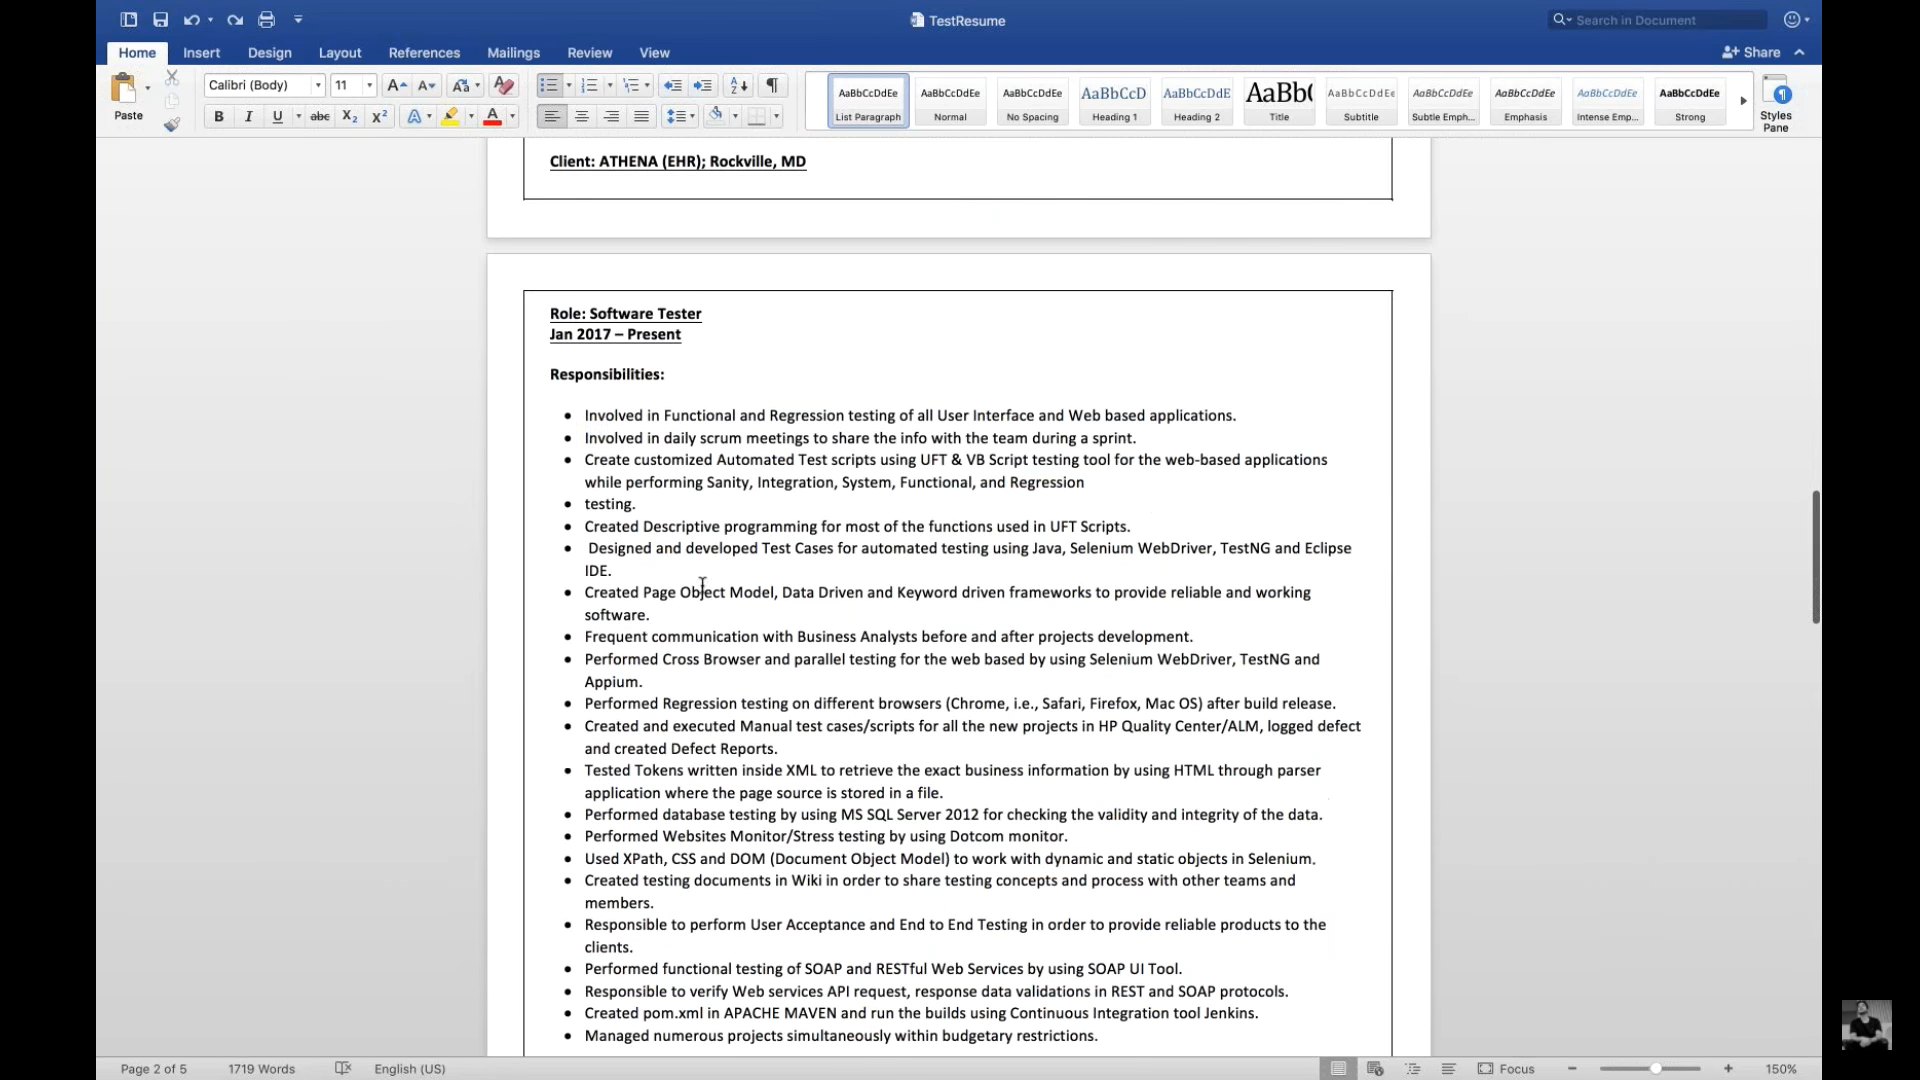 TestResume
Search in Document
Home Insert Design Layout References Mailings Review View
Share
Paste
Calibri (Body) 11
AaBbCcDdEe AaBbCcDdEe AaBbCcDdEe AaBbCcD AaBbCcDdE AaBb( AaBbCcDdEe AaBbCcDdEe AaBbCcDdEe AaBbCcDdEe AaBbCcDdEe
List Paragraph Normal No Spacing Heading 1 Heading 2 Title Subtitle Subtle Emph... Emphasis Intense Emp... Strong
Styles
Pane
B I U abc X₂ X² A A
Client: ATHENA (EHR); Rockville, MD
Role: Software Tester
Jan 2017 – Present
Responsibilities:
• Involved in Functional and Regression testing of all User Interface and Web based applications.
• Involved in daily scrum meetings to share the info with the team during a sprint.
• Create customized Automated Test scripts using UFT & VB Script testing tool for the web-based applications
while performing Sanity, Integration, System, Functional, and Regression
• testing.
• Created Descriptive programming for most of the functions used in UFT Scripts.
• Designed and developed Test Cases for automated testing using Java, Selenium WebDriver, TestNG and Eclipse
IDE.
• Created Page Object Model, Data Driven and Keyword driven frameworks to provide reliable and working
software.
• Frequent communication with Business Analysts before and after projects development.
• Performed Cross Browser and parallel testing for the web based by using Selenium WebDriver, TestNG and
Appium.
• Performed Regression testing on different browsers (Chrome, i.e., Safari, Firefox, Mac OS) after build release.
• Created and executed Manual test cases/scripts for all the new projects in HP Quality Center/ALM, logged defect
and created Defect Reports.
• Tested Tokens written inside XML to retrieve the exact business information by using HTML through parser
application where the page source is stored in a file.
• Performed database testing by using MS SQL Server 2012 for checking the validity and integrity of the data.
• Performed Websites Monitor/Stress testing by using Dotcom monitor.
• Used XPath, CSS and DOM (Document Object Model) to work with dynamic and static objects in Selenium.
• Created testing documents in Wiki in order to share testing concepts and process with other teams and
members.
• Responsible to perform User Acceptance and End to End Testing in order to provide reliable products to the
clients.
• Performed functional testing of SOAP and RESTful Web Services by using SOAP UI Tool.
• Responsible to verify Web services API request, response data validations in REST and SOAP protocols.
• Created pom.xml in APACHE MAVEN and run the builds using Continuous Integration tool Jenkins.
• Managed numerous projects simultaneously within budgetary restrictions.
Page 2 of 5 1719 Words English (US) Focus 150%